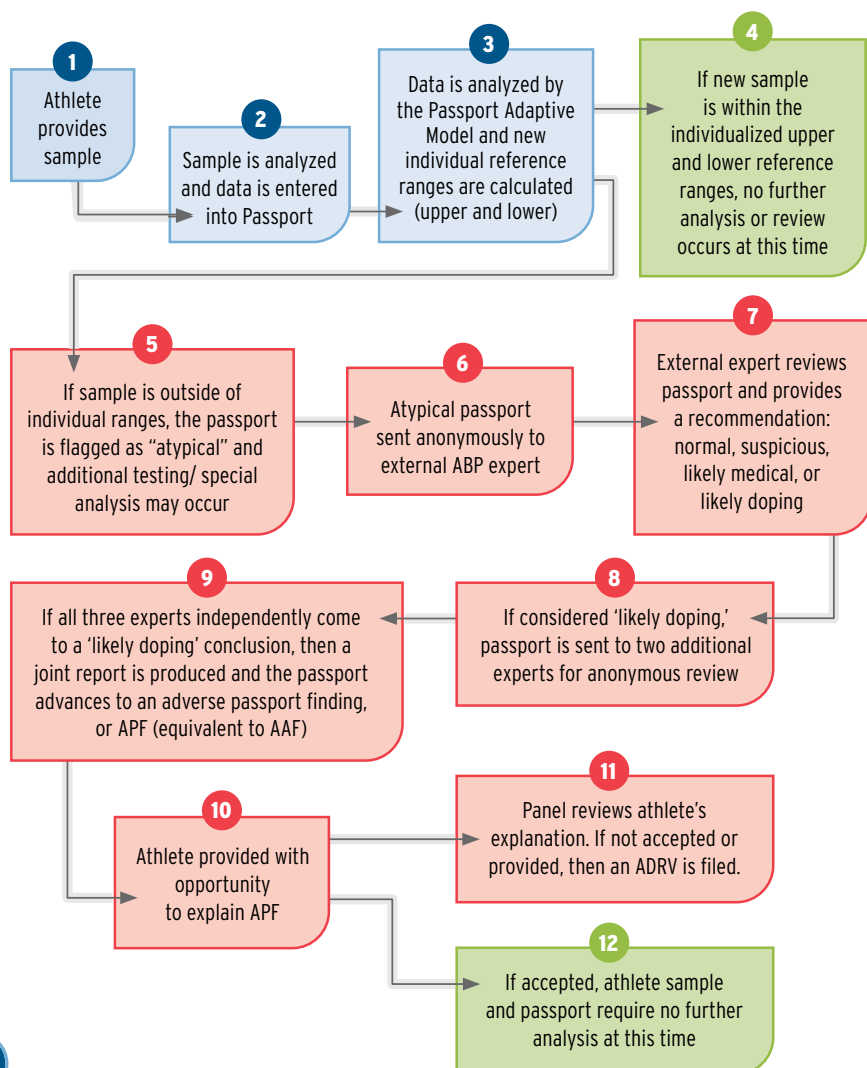 1
Athlete
provides
sample
2
Sample is analyzed
and data is entered
into Passport
3
Data is analyzed by
the Passport Adaptive
Model and new
individual reference
ranges are calculated
(upper and lower)
4
If new sample
is within the
individualized upper
and lower reference
ranges, no further
analysis or review
occurs at this time
5
If sample is outside of
individual ranges, the passport
is flagged as “atypical” and
additional testing/ special
analysis may occur
6
Atypical passport
sent anonymously to
external ABP expert
7
External expert reviews
passport and provides
a recommendation:
normal, suspicious,
likely medical, or
likely doping
8
If considered ‘likely doping,’
passport is sent to two additional
experts for anonymous review
9
If all three experts independently come
to a ‘likely doping’ conclusion, then a
joint report is produced and the passport
advances to an adverse passport finding,
or APF (equivalent to AAF)
10
Athlete provided with
opportunity
to explain APF
11
Panel reviews athlete’s
explanation. If not accepted or
provided, then an ADRV is filed.
12
If accepted, athlete sample
and passport require no further
analysis at this time